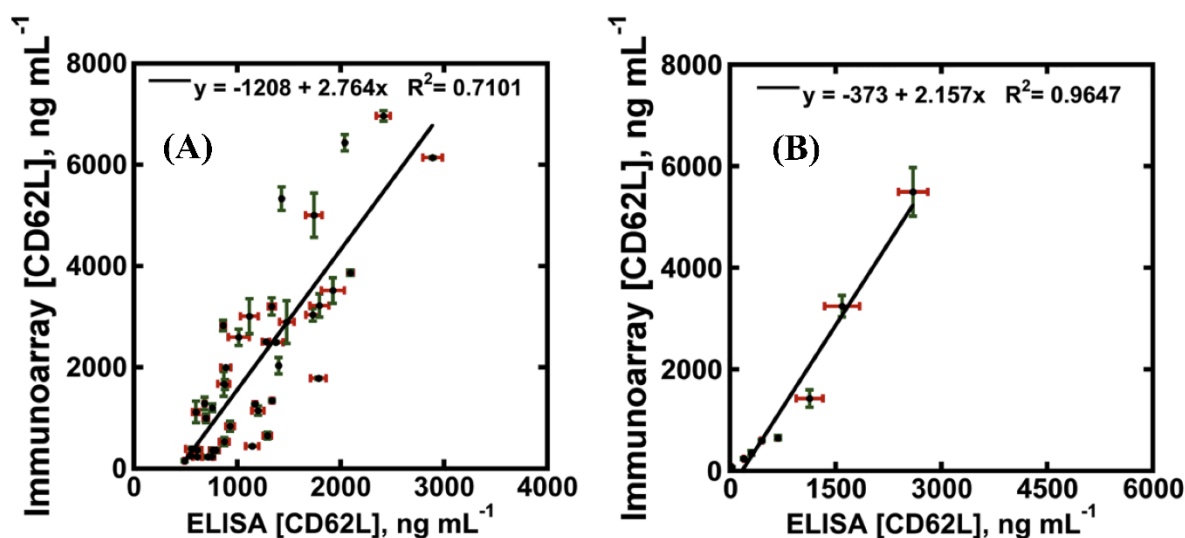 Immunoarray [CD62L], ng mL⁻¹
8000
6000
4000
2000
0
y = -1208 + 2.764x R²= 0.7101
(A)
0 1000 2000 3000 4000
ELISA [CD62L], ng mL⁻¹
Immunoarray [CD62L], ng mL⁻¹
8000
6000
4000
2000
0
y = -373 + 2.157x R²= 0.9647
(B)
0 1500 3000 4500 6000
ELISA [CD62L], ng mL⁻¹